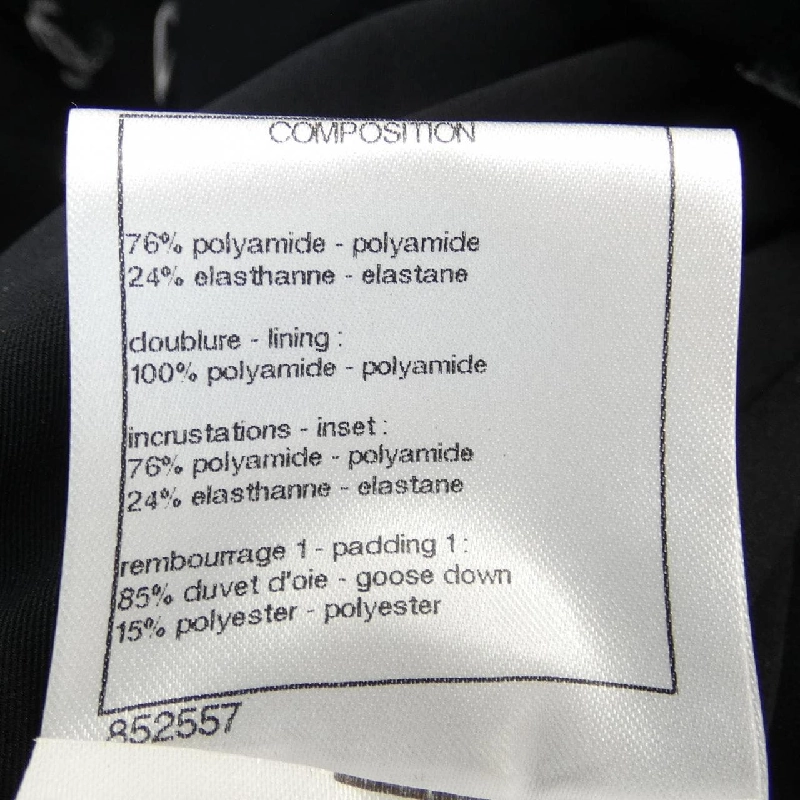 COMPOSITION
76% polyamide - polyamide
24% elasthanne - elastane
doublure - lining :
100% polyamide - polyamide
incrustations - inset :
76% polyamide - polyamide
24% elasthanne - elastane
rembourrage 1 - padding 1 :
85% duvet d'oie - goose down
15% polyester - polyester
852557